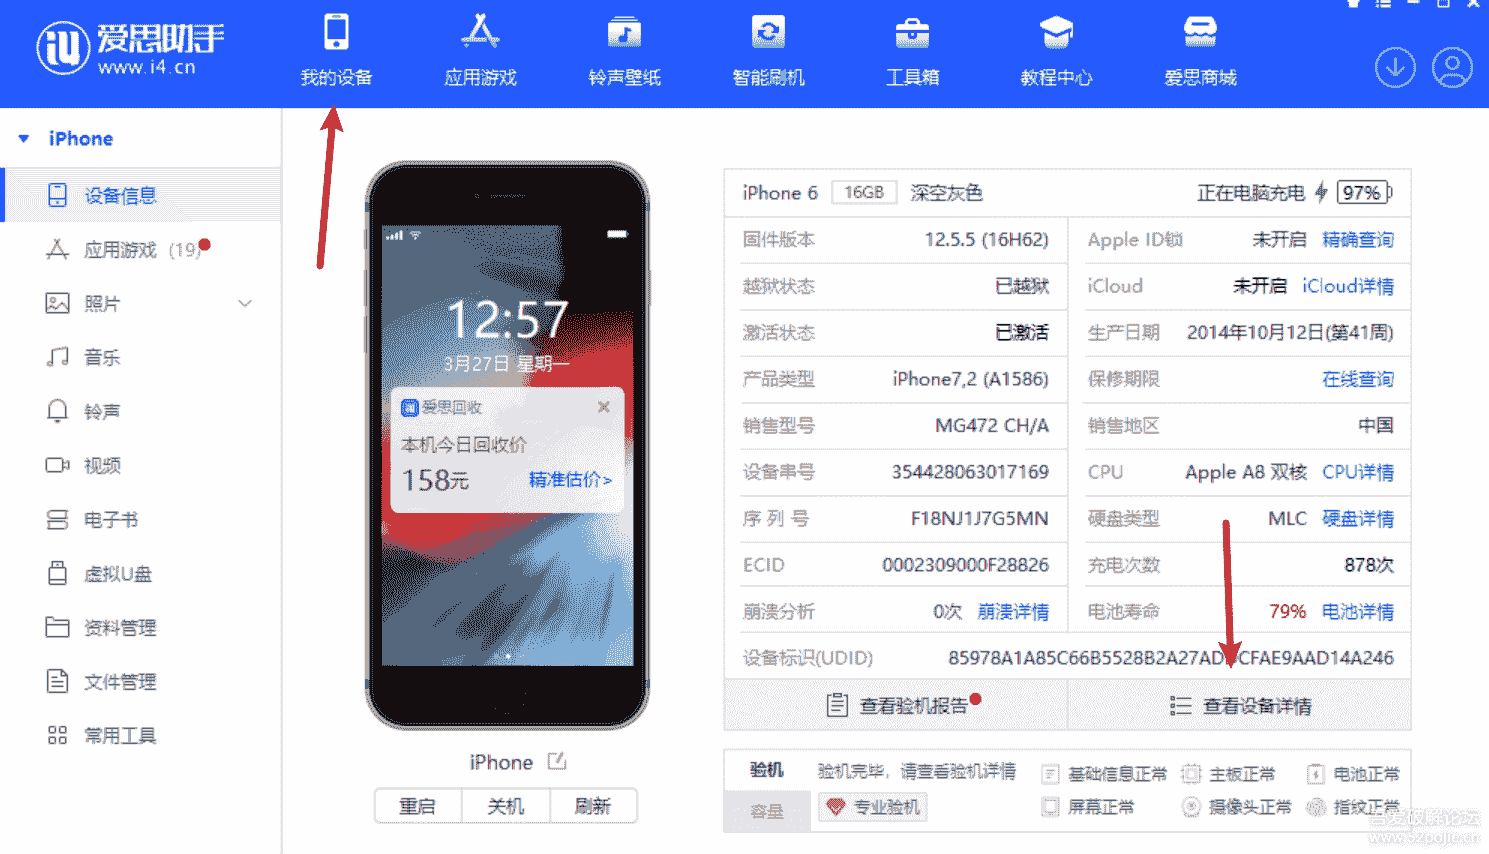 爱思助手
www.i4.cn
我的设备
应用游戏
铃声壁纸
智能刷机
工具箱
教程中心
爱思商城
iPhone
设备信息
应用游戏 (19)
照片
音乐
铃声
视频
电子书
虚拟U盘
资料管理
文件管理
常用工具
12:57
3月27日 星期一
爱思回收
本机今日回收价
158元 精准估价>
iPhone
重启 关机 刷新
iPhone 6 16GB 深空灰色 正在电脑充电 97%
固件版本 12.5.5 (16H62) Apple ID锁 未开启 精确查询
越狱状态 已越狱 iCloud 未开启 iCloud详情
激活状态 已激活 生产日期 2014年10月12日(第41周)
产品类型 iPhone7,2 (A1586) 保修期限 在线查询
销售型号 MG472 CH/A 销售地区 中国
设备串号 354428063017169 CPU Apple A8 双核 CPU详情
序 列 号 F18NJ1J7G5MN 硬盘类型 MLC 硬盘详情
ECID 0002309000F28826 充电次数 878次
崩溃分析 0次 崩溃详情 电池寿命 79% 电池详情
设备标识(UDID)
查看验机报告 查看设备详情
验机 验机完毕，请查看验机详情 基础信息正常 主板正常 电池正常
容量 专业验机 屏幕正常 摄像头正常 指纹正常
吾爱破解论坛
www.52pojie.cn